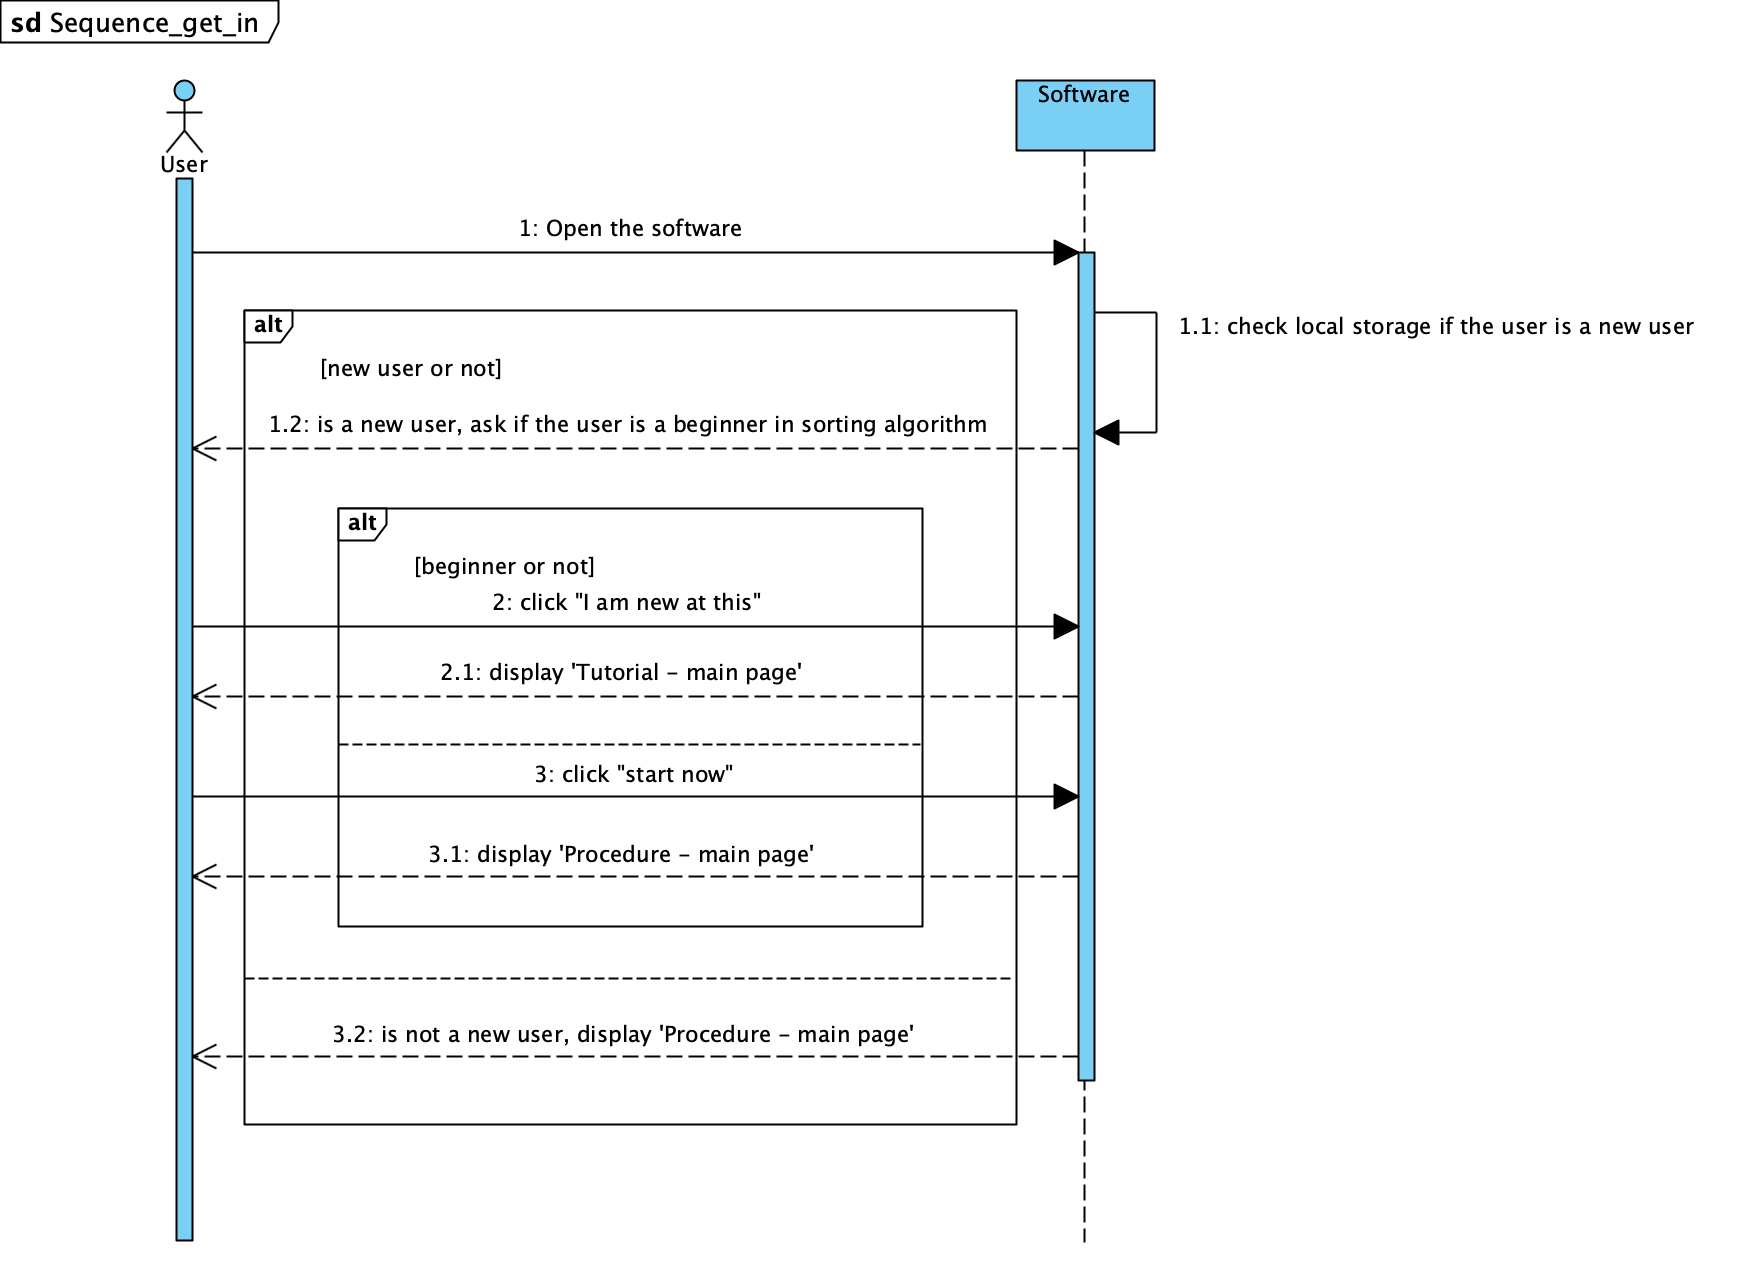 sd Sequence_get_in
User
Software
1: Open the software
alt
1.1: check local storage if the user is a new user
[new user or not]
1.2: is a new user, ask if the user is a beginner in sorting algorithm
alt
[beginner or not]
2: click "I am new at this"
2.1: display 'Tutorial – main page'
3: click "start now"
3.1: display 'Procedure – main page'
3.2: is not a new user, display 'Procedure – main page'